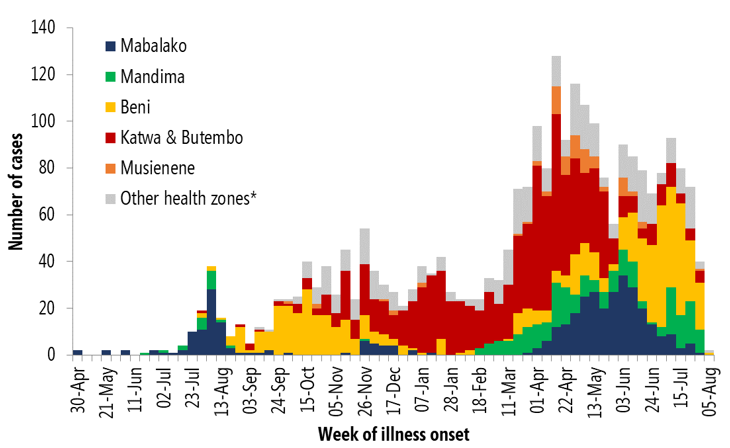 140
120
100
80
60
40
20
0
Number of cases
Mabalako
Mandima
Beni
Katwa & Butembo
Musienene
Other health zones*
30-Apr
21-May
11-Jun
02-Jul
23-Jul
13-Aug
03-Sep
24-Sep
15-Oct
05-Nov
26-Nov
17-Dec
07-Jan
28-Jan
18-Feb
11-Mar
01-Apr
22-Apr
13-May
03-Jun
24-Jun
15-Jul
05-Aug
Week of illness onset